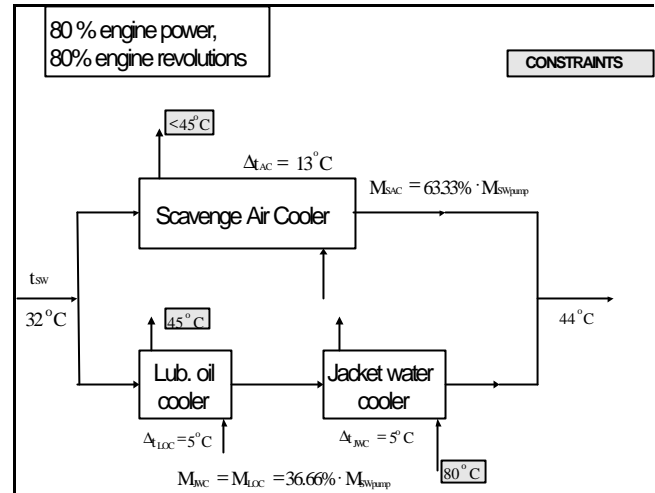 80 % engine power,
80% engine revolutions
CONSTRAINTS
<45°C
Δt_AC = 13°C
M_SAC = 63.33% · M_SWpump
Scavenge Air Cooler
t_SW
32°C
44°C
45°C
Lub. oil
cooler
Jacket water
cooler
Δt_LOC = 5°C
Δt_JWC = 5°C
M_JWC = M_LOC = 36.66% · M_SWpump
80°C